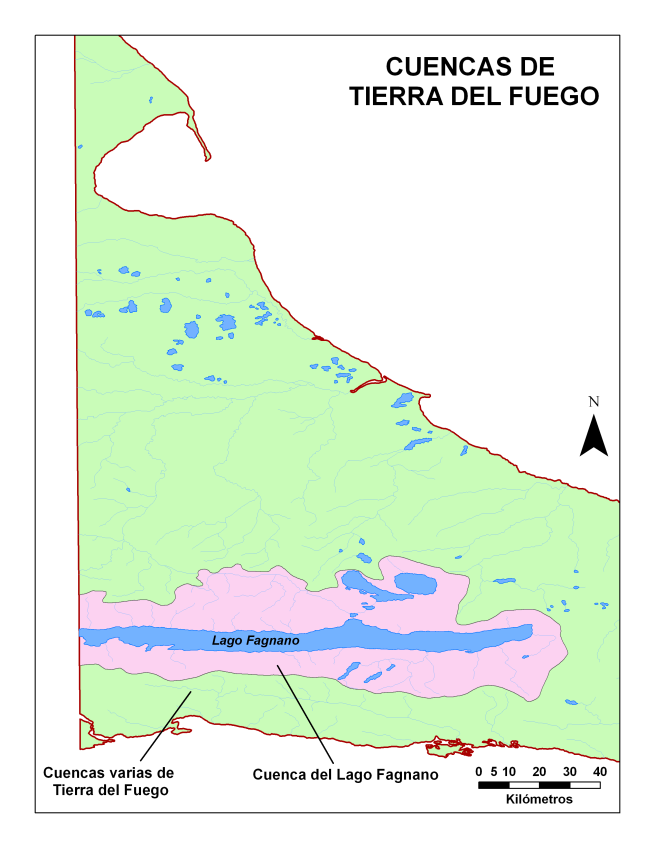 CUENCAS DE
TIERRA DEL FUEGO
N
Lago Fagnano
Cuencas varias de
Tierra del Fuego
Cuenca del Lago Fagnano
0 5 10 20 30 40
Kilómetros